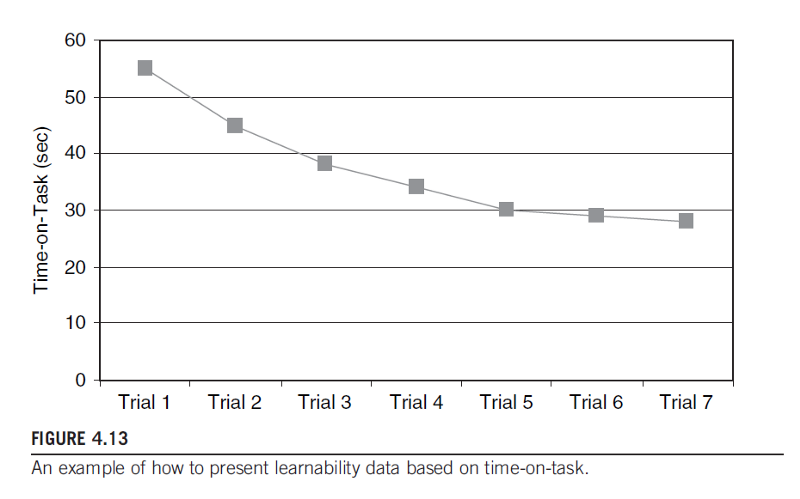 60
50
40
30
20
10
0
Time-on-Task (sec)
Trial 1 Trial 2 Trial 3 Trial 4 Trial 5 Trial 6 Trial 7
FIGURE 4.13
An example of how to present learnability data based on time-on-task.